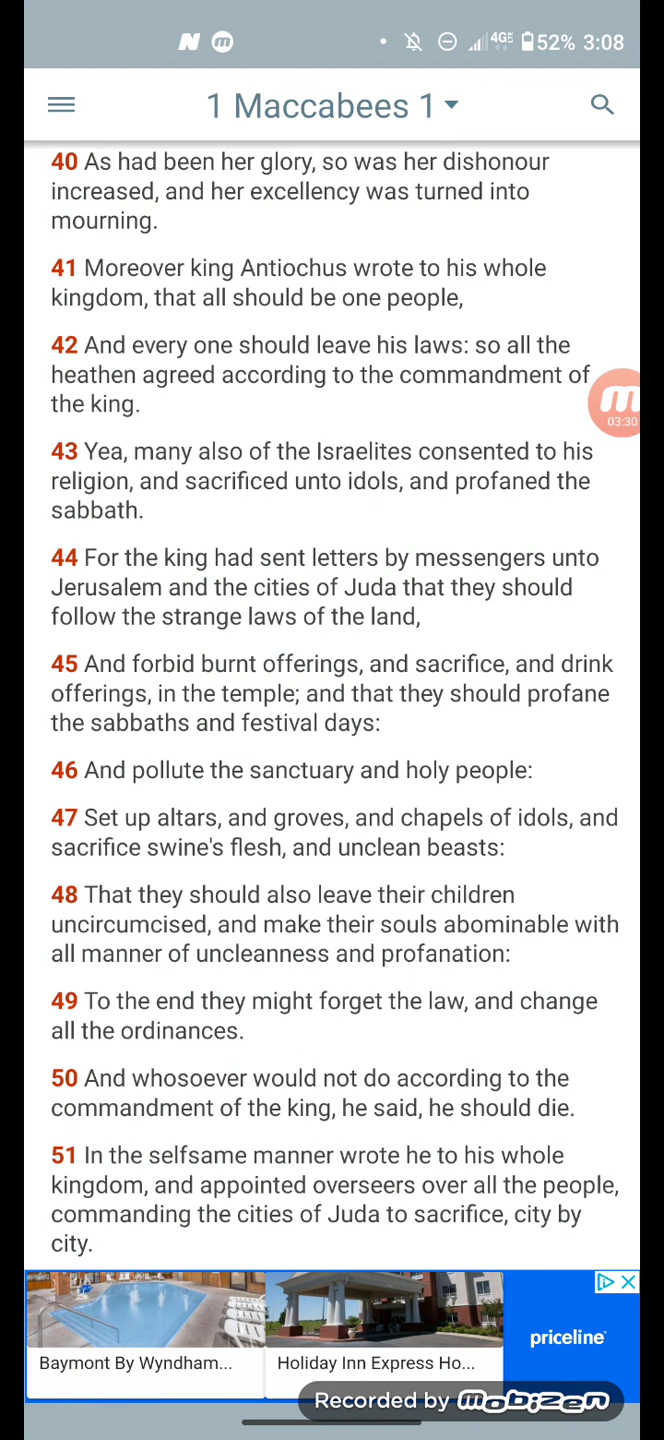 N m • 4G 52% 3:08
1 Maccabees 1
40 As had been her glory, so was her dishonour
increased, and her excellency was turned into
mourning.
41 Moreover king Antiochus wrote to his whole
kingdom, that all should be one people,
42 And every one should leave his laws: so all the
heathen agreed according to the commandment of
the king.
m
03:30
43 Yea, many also of the Israelites consented to his
religion, and sacrificed unto idols, and profaned the
sabbath.
44 For the king had sent letters by messengers unto
Jerusalem and the cities of Juda that they should
follow the strange laws of the land,
45 And forbid burnt offerings, and sacrifice, and drink
offerings, in the temple; and that they should profane
the sabbaths and festival days:
46 And pollute the sanctuary and holy people:
47 Set up altars, and groves, and chapels of idols, and
sacrifice swine's flesh, and unclean beasts:
48 That they should also leave their children
uncircumcised, and make their souls abominable with
all manner of uncleanness and profanation:
49 To the end they might forget the law, and change
all the ordinances.
50 And whosoever would not do according to the
commandment of the king, he said, he should die.
51 In the selfsame manner wrote he to his whole
kingdom, and appointed overseers over all the people,
commanding the cities of Juda to sacrifice, city by
city.
priceline
Baymont By Wyndham...
Holiday Inn Express Ho...
Recorded by mobizen